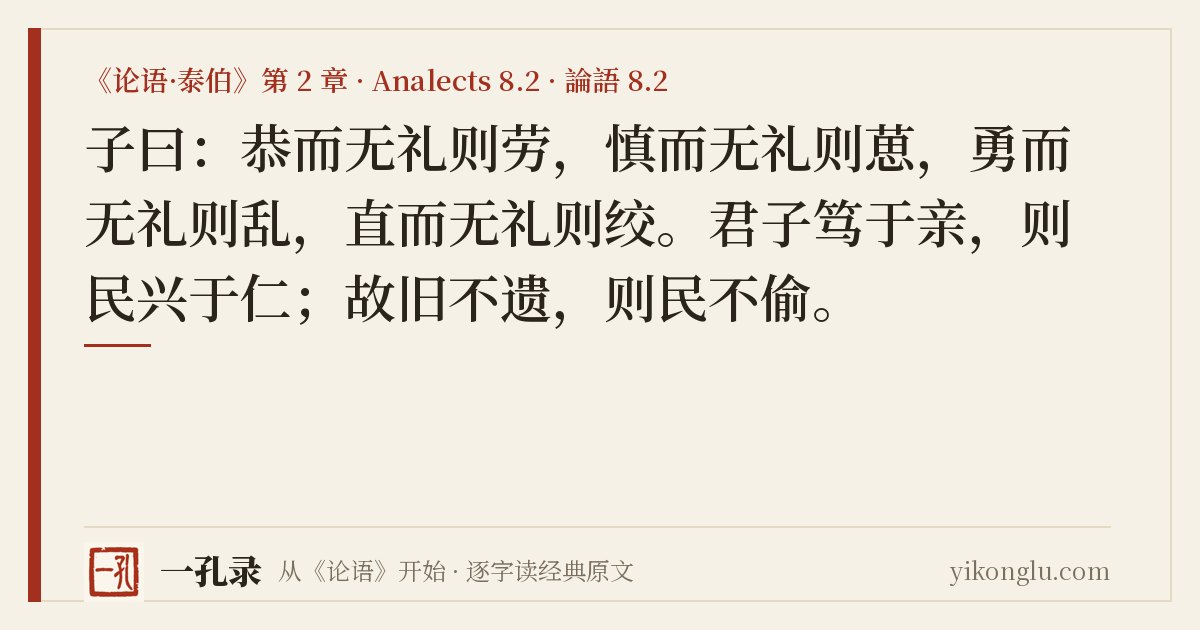 《论语·泰伯》第 2 章 · Analects 8.2 · 論語 8.2
子曰：恭而无礼则劳，慎而无礼则葸，勇而
无礼则乱，直而无礼则绞。君子笃于亲，则
民兴于仁；故旧不遗，则民不偷。
一孔
一孔录 从《论语》开始 · 逐字读经典原文 yikonglu.com